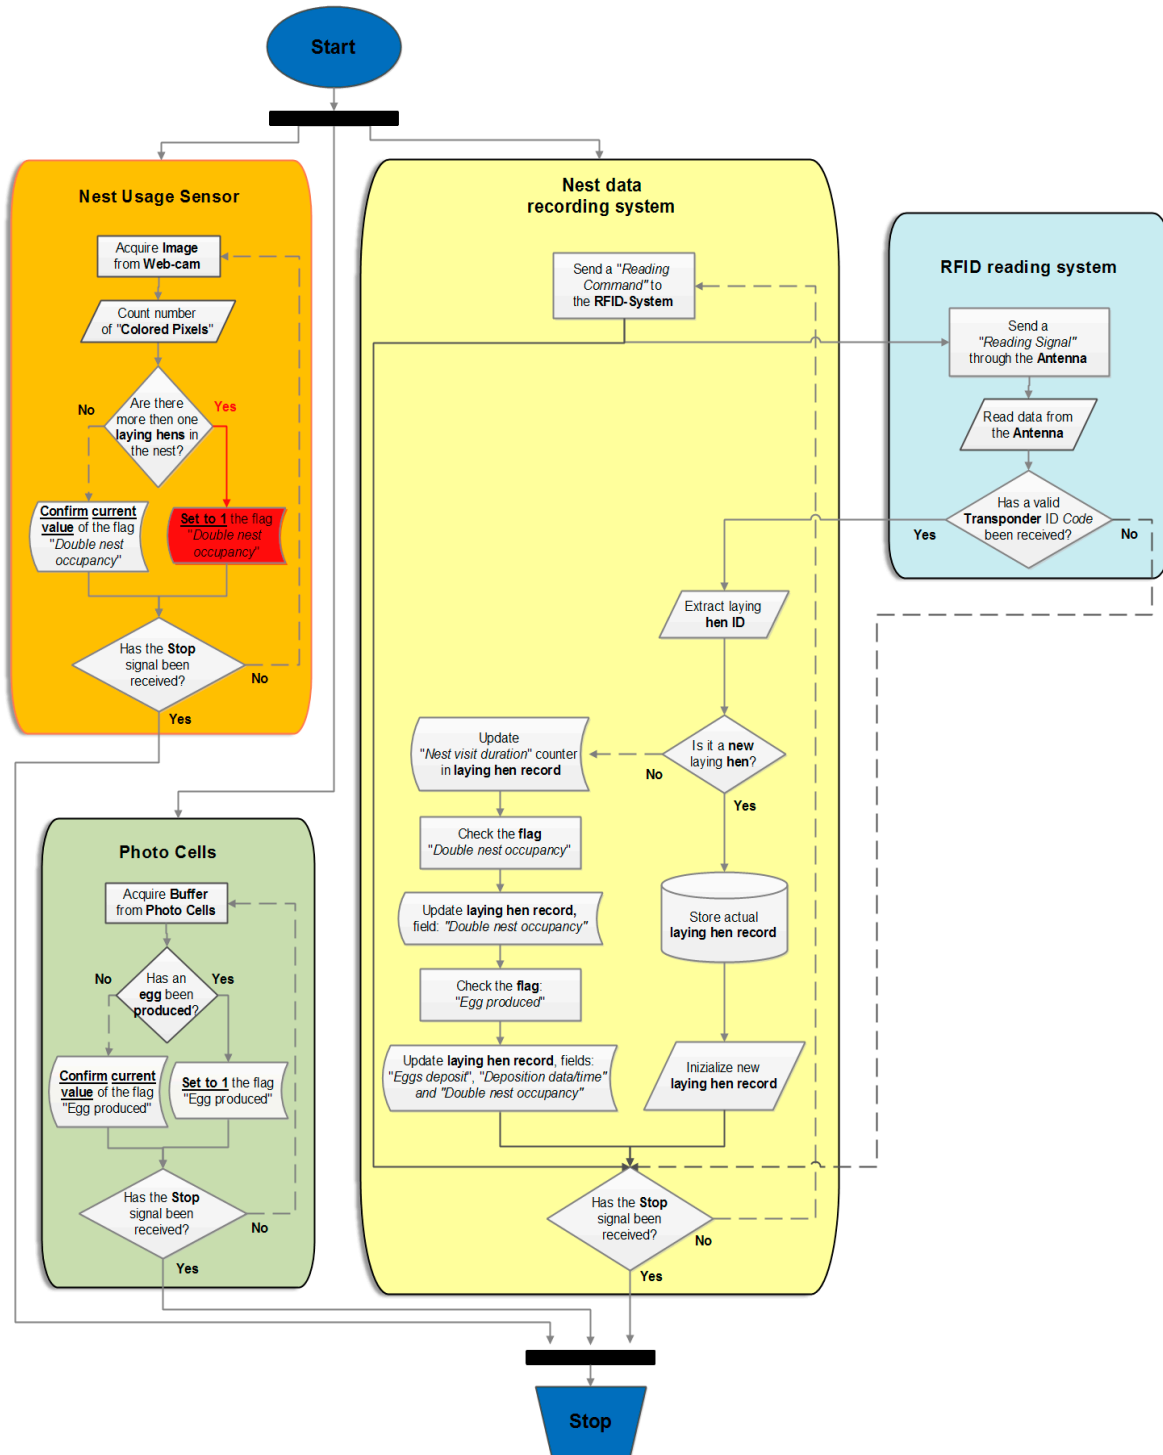 Start
Nest Usage Sensor
Acquire Image
from Web-cam
Count number
of "Colored Pixels"
Are there
more then one
laying hens in
the nest?
No
Yes
Confirm current
value of the flag
"Double nest
occupancy"
Set to 1 the flag
"Double nest
occupancy"
Has the Stop
signal been
received?
No
Yes
Photo Cells
Acquire Buffer
from Photo Cells
Has an
egg been
produced?
No
Yes
Confirm current
value of the flag
"Egg produced"
Set to 1 the flag
"Egg produced"
Has the Stop
signal been
received?
No
Yes
Nest data
recording system
Send a "Reading
Command" to
the RFID-System
Extract laying
hen ID
Is it a new
laying hen?
No
Yes
Update
"Nest visit duration" counter
in laying hen record
Check the flag
"Double nest occupancy"
Update laying hen record,
field: "Double nest occupancy"
Check the flag:
"Egg produced"
Update laying hen record, fields:
"Eggs deposit", "Deposition data/time"
and "Double nest occupancy"
Store actual
laying hen record
Inizialize new
laying hen record
Has the Stop
signal been
received?
No
Yes
RFID reading system
Send a
"Reading Signal"
through the Antenna
Read data from
the Antenna
Has a valid
Transponder ID Code
been received?
Yes
No
Stop